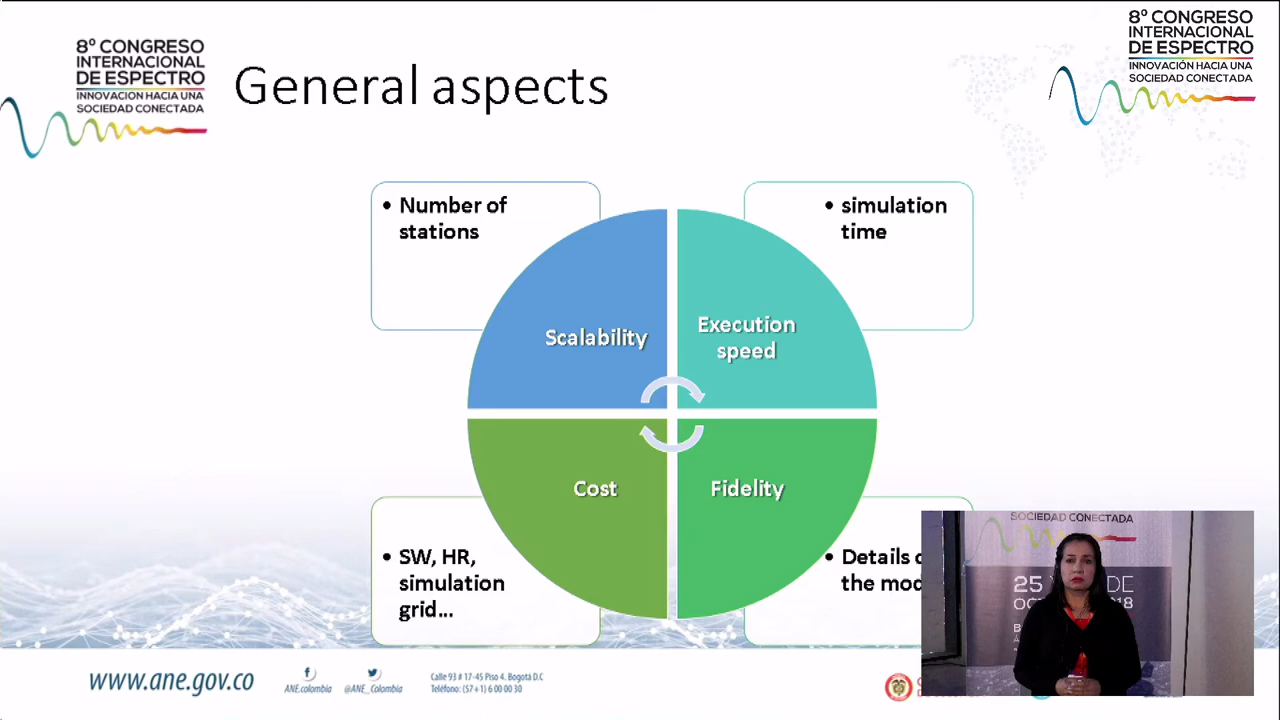 8º CONGRESO
INTERNACIONAL
DE ESPECTRO
INNOVACION HACIA UNA
SOCIEDAD CONECTADA
General aspects
8º CONGRESO
INTERNACIONAL
DE ESPECTRO
INNOVACIÓN HACIA UNA
SOCIEDAD CONECTADA
• Number of
stations
• simulation
time
Scalability
Execution
speed
Cost
Fidelity
• SW, HR,
simulation
grid...
• Details
the
SOCIEDAD CONECTADA
25 DE
www.ane.gov.co
ANE.colombia
@ANE_Colombia
Calle 93 # 17-45 Piso 4. Bogotá D.C
Teléfono: (57+1) 6 00 00 30